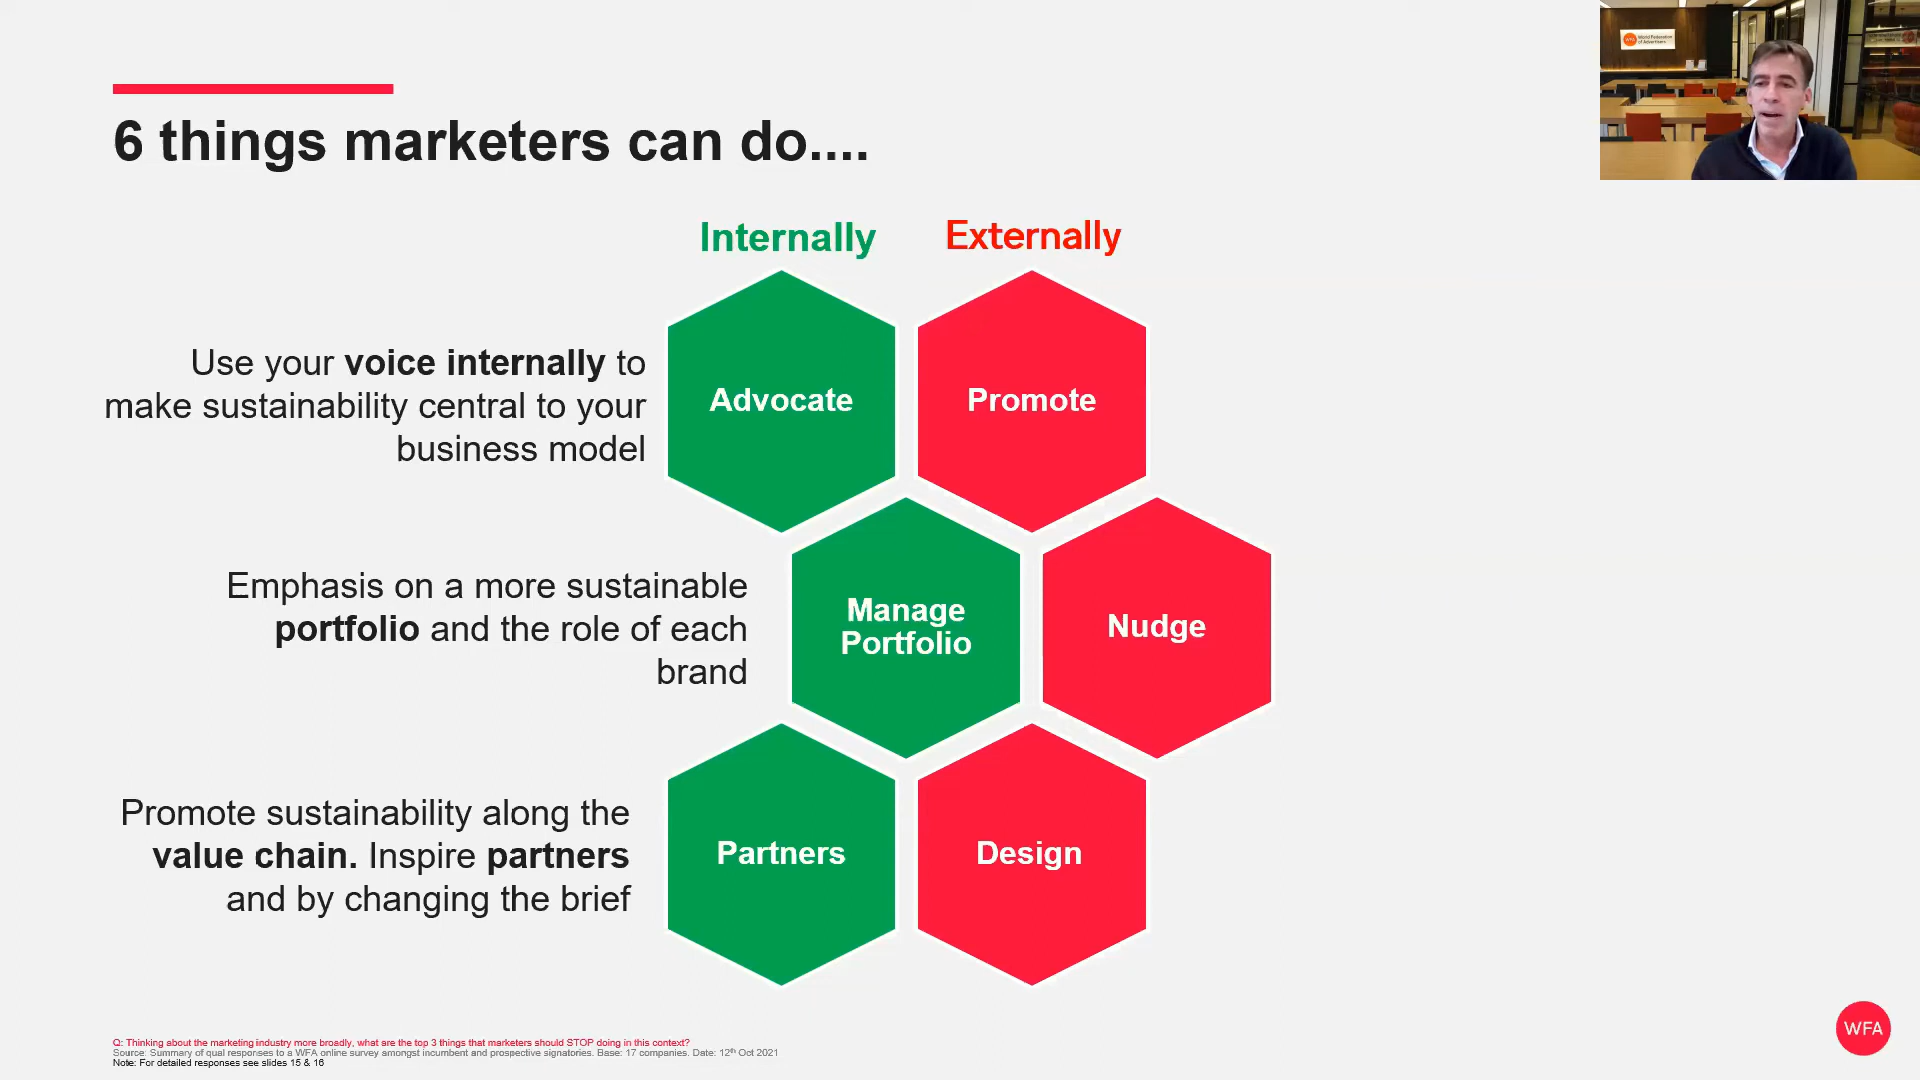 6 things marketers can do....
Internally
Externally
Use your voice internally to
make sustainability central to your
business model
Advocate
Promote
Emphasis on a more sustainable
portfolio and the role of each
brand
Manage
Portfolio
Nudge
Promote sustainability along the
value chain. Inspire partners
and by changing the brief
Partners
Design
Q: Thinking about the marketing industry more broadly, what are the top 3 things that marketers should STOP doing in this context?
Source: Summary of qual responses to a WFA online survey amongst incumbent and prospective signatories. Base: 17 companies. Date: 12th Oct 2021
Note: For detailed responses see slides 15 & 16
WFA
WFA
World Federation
of Advertisers